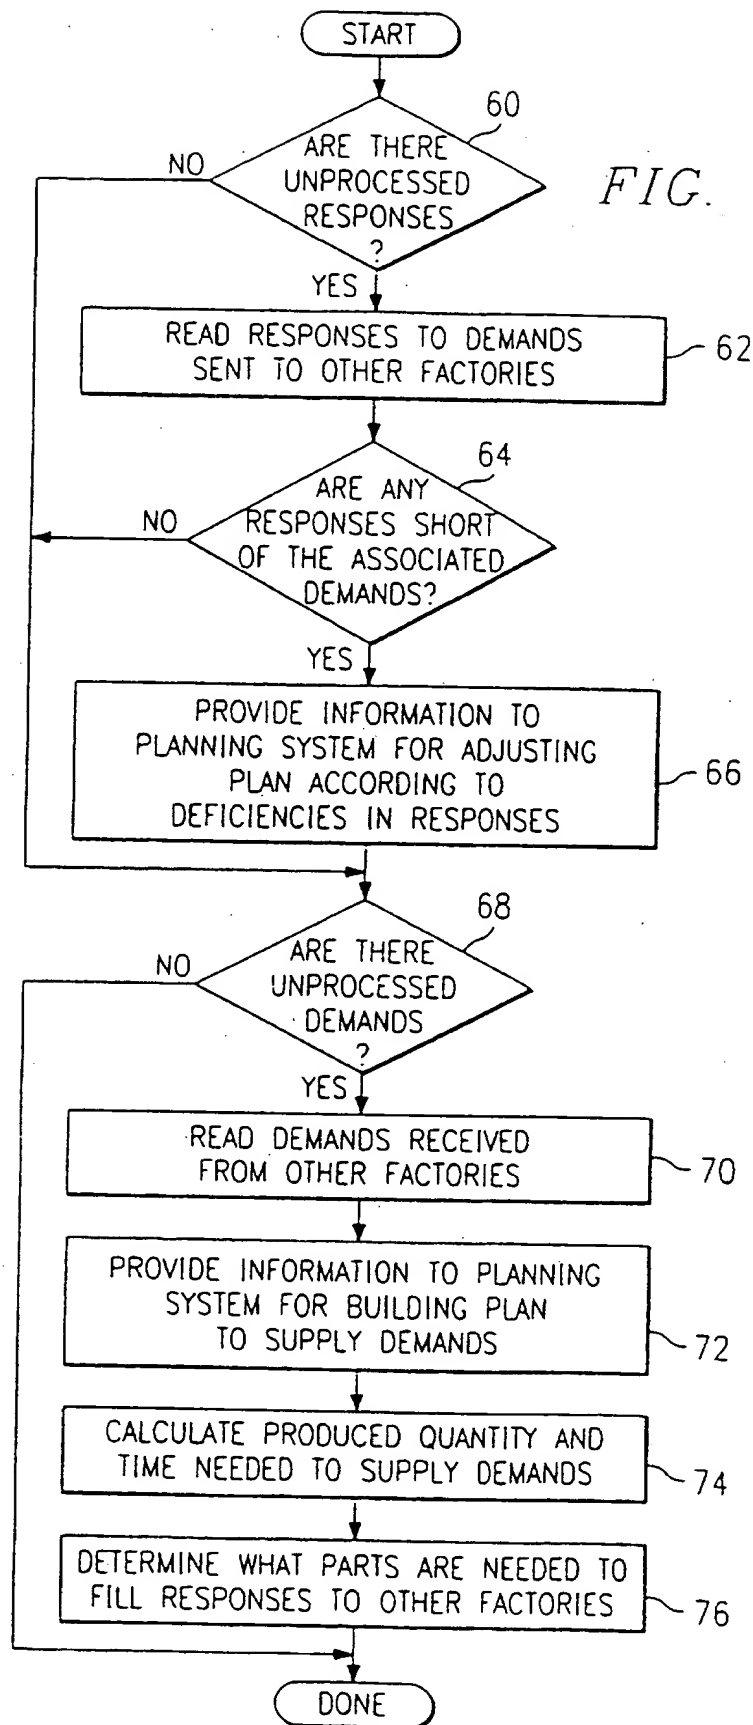 START
60
ARE THERE
UNPROCESSED
RESPONSES
?
NO
FIG.
YES
READ RESPONSES TO DEMANDS
SENT TO OTHER FACTORIES
62
64
ARE ANY
RESPONSES SHORT
OF THE ASSOCIATED
DEMANDS?
NO
YES
PROVIDE INFORMATION TO
PLANNING SYSTEM FOR ADJUSTING
PLAN ACCORDING TO
DEFICIENCIES IN RESPONSES
66
68
ARE THERE
UNPROCESSED
DEMANDS
?
NO
YES
READ DEMANDS RECEIVED
FROM OTHER FACTORIES
70
PROVIDE INFORMATION TO PLANNING
SYSTEM FOR BUILDING PLAN
TO SUPPLY DEMANDS
72
CALCULATE PRODUCED QUANTITY AND
TIME NEEDED TO SUPPLY DEMANDS
74
DETERMINE WHAT PARTS ARE NEEDED TO
FILL RESPONSES TO OTHER FACTORIES
76
DONE